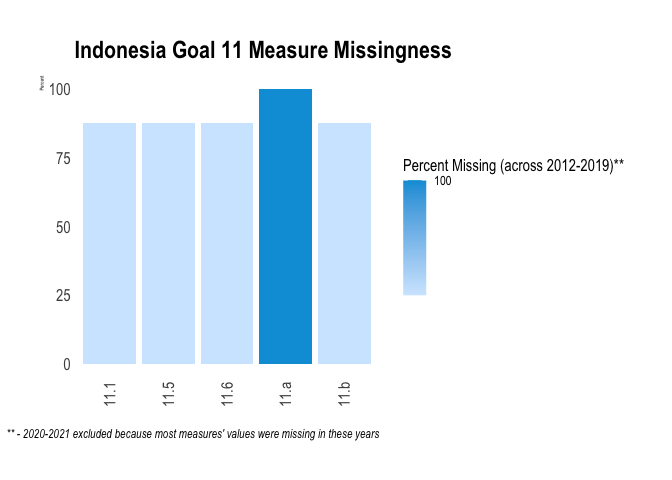 Indonesia Goal 11 Measure Missingness
Percent
100
75
50
25
0
11.1
11.5
11.6
11.a
11.b
Percent Missing (across 2012-2019)**
100
** - 2020-2021 excluded because most measures' values were missing in these years